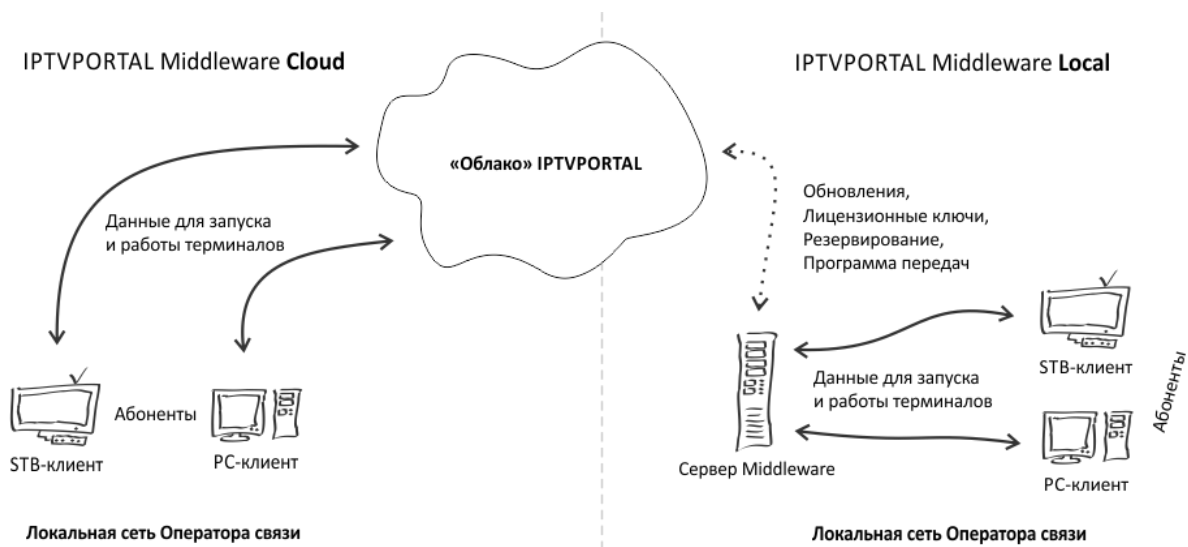 IPTVPORTAL Middleware Cloud
IPTVPORTAL Middleware Local
«Облако» IPTVPORTAL
Данные для запуска
и работы терминалов
Обновления,
Лицензионные ключи,
Резервирование,
Программа передач
STB-клиент
Абоненты
PC-клиент
Локальная сеть Оператора связи
Сервер Middleware
Данные для запуска
и работы терминалов
STB-клиент
PC-клиент
Абоненты
Локальная сеть Оператора связи